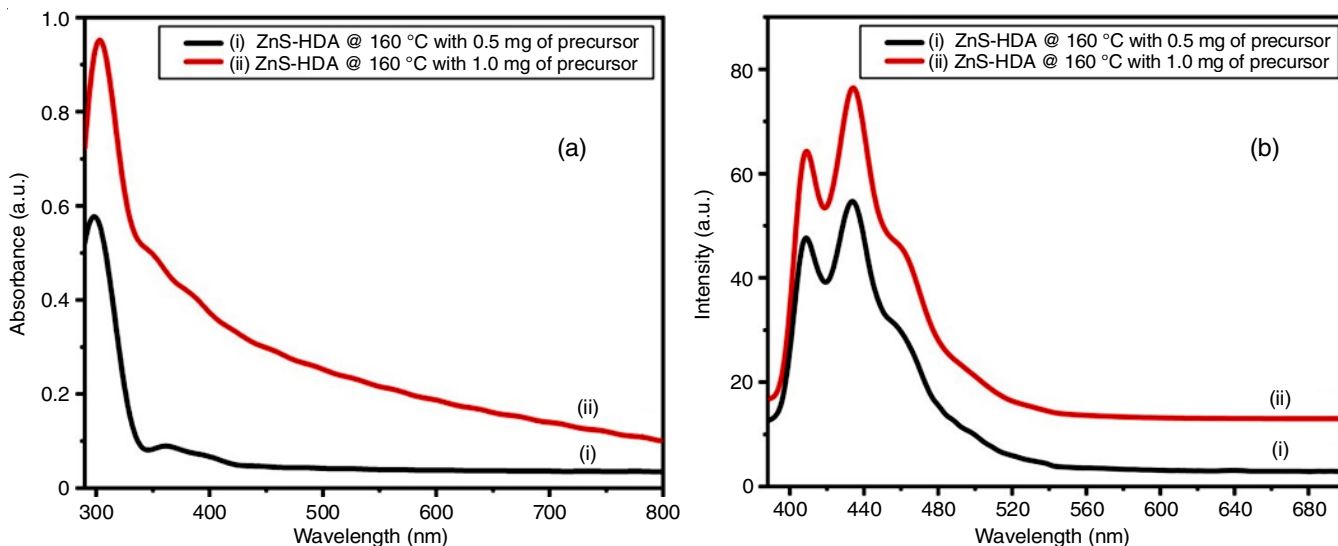 (i) ZnS-HDA @ 160 °C with 0.5 mg of precursor
(ii) ZnS-HDA @ 160 °C with 1.0 mg of precursor
(a)
1.0
0.8
0.6
0.4
0.2
0
Absorbance (a.u.)
(ii)
(i)
300 400 500 600 700 800
Wavelength (nm)
(i) ZnS-HDA @ 160 °C with 0.5 mg of precursor
(ii) ZnS-HDA @ 160 °C with 1.0 mg of precursor
(b)
80
60
40
20
0
Intensity (a.u.)
(ii)
(i)
400 440 480 520 560 600 640 680
Wavelength (nm)